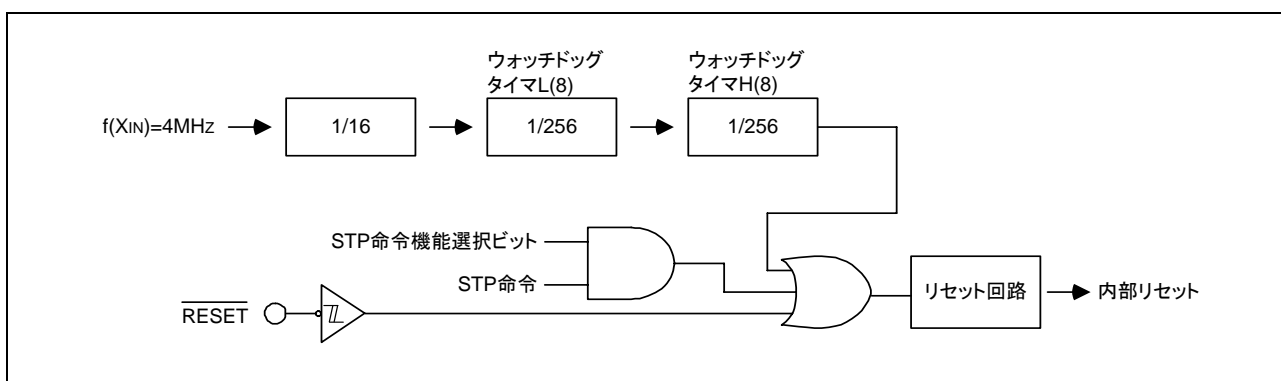 ウォッチドッグ
タイマL(8)
ウォッチドッグ
タイマH(8)
f(XIN)=4MHZ
1/16
1/256
1/256
STP命令機能選択ビット
STP命令
RESET
リセット回路
内部リセット